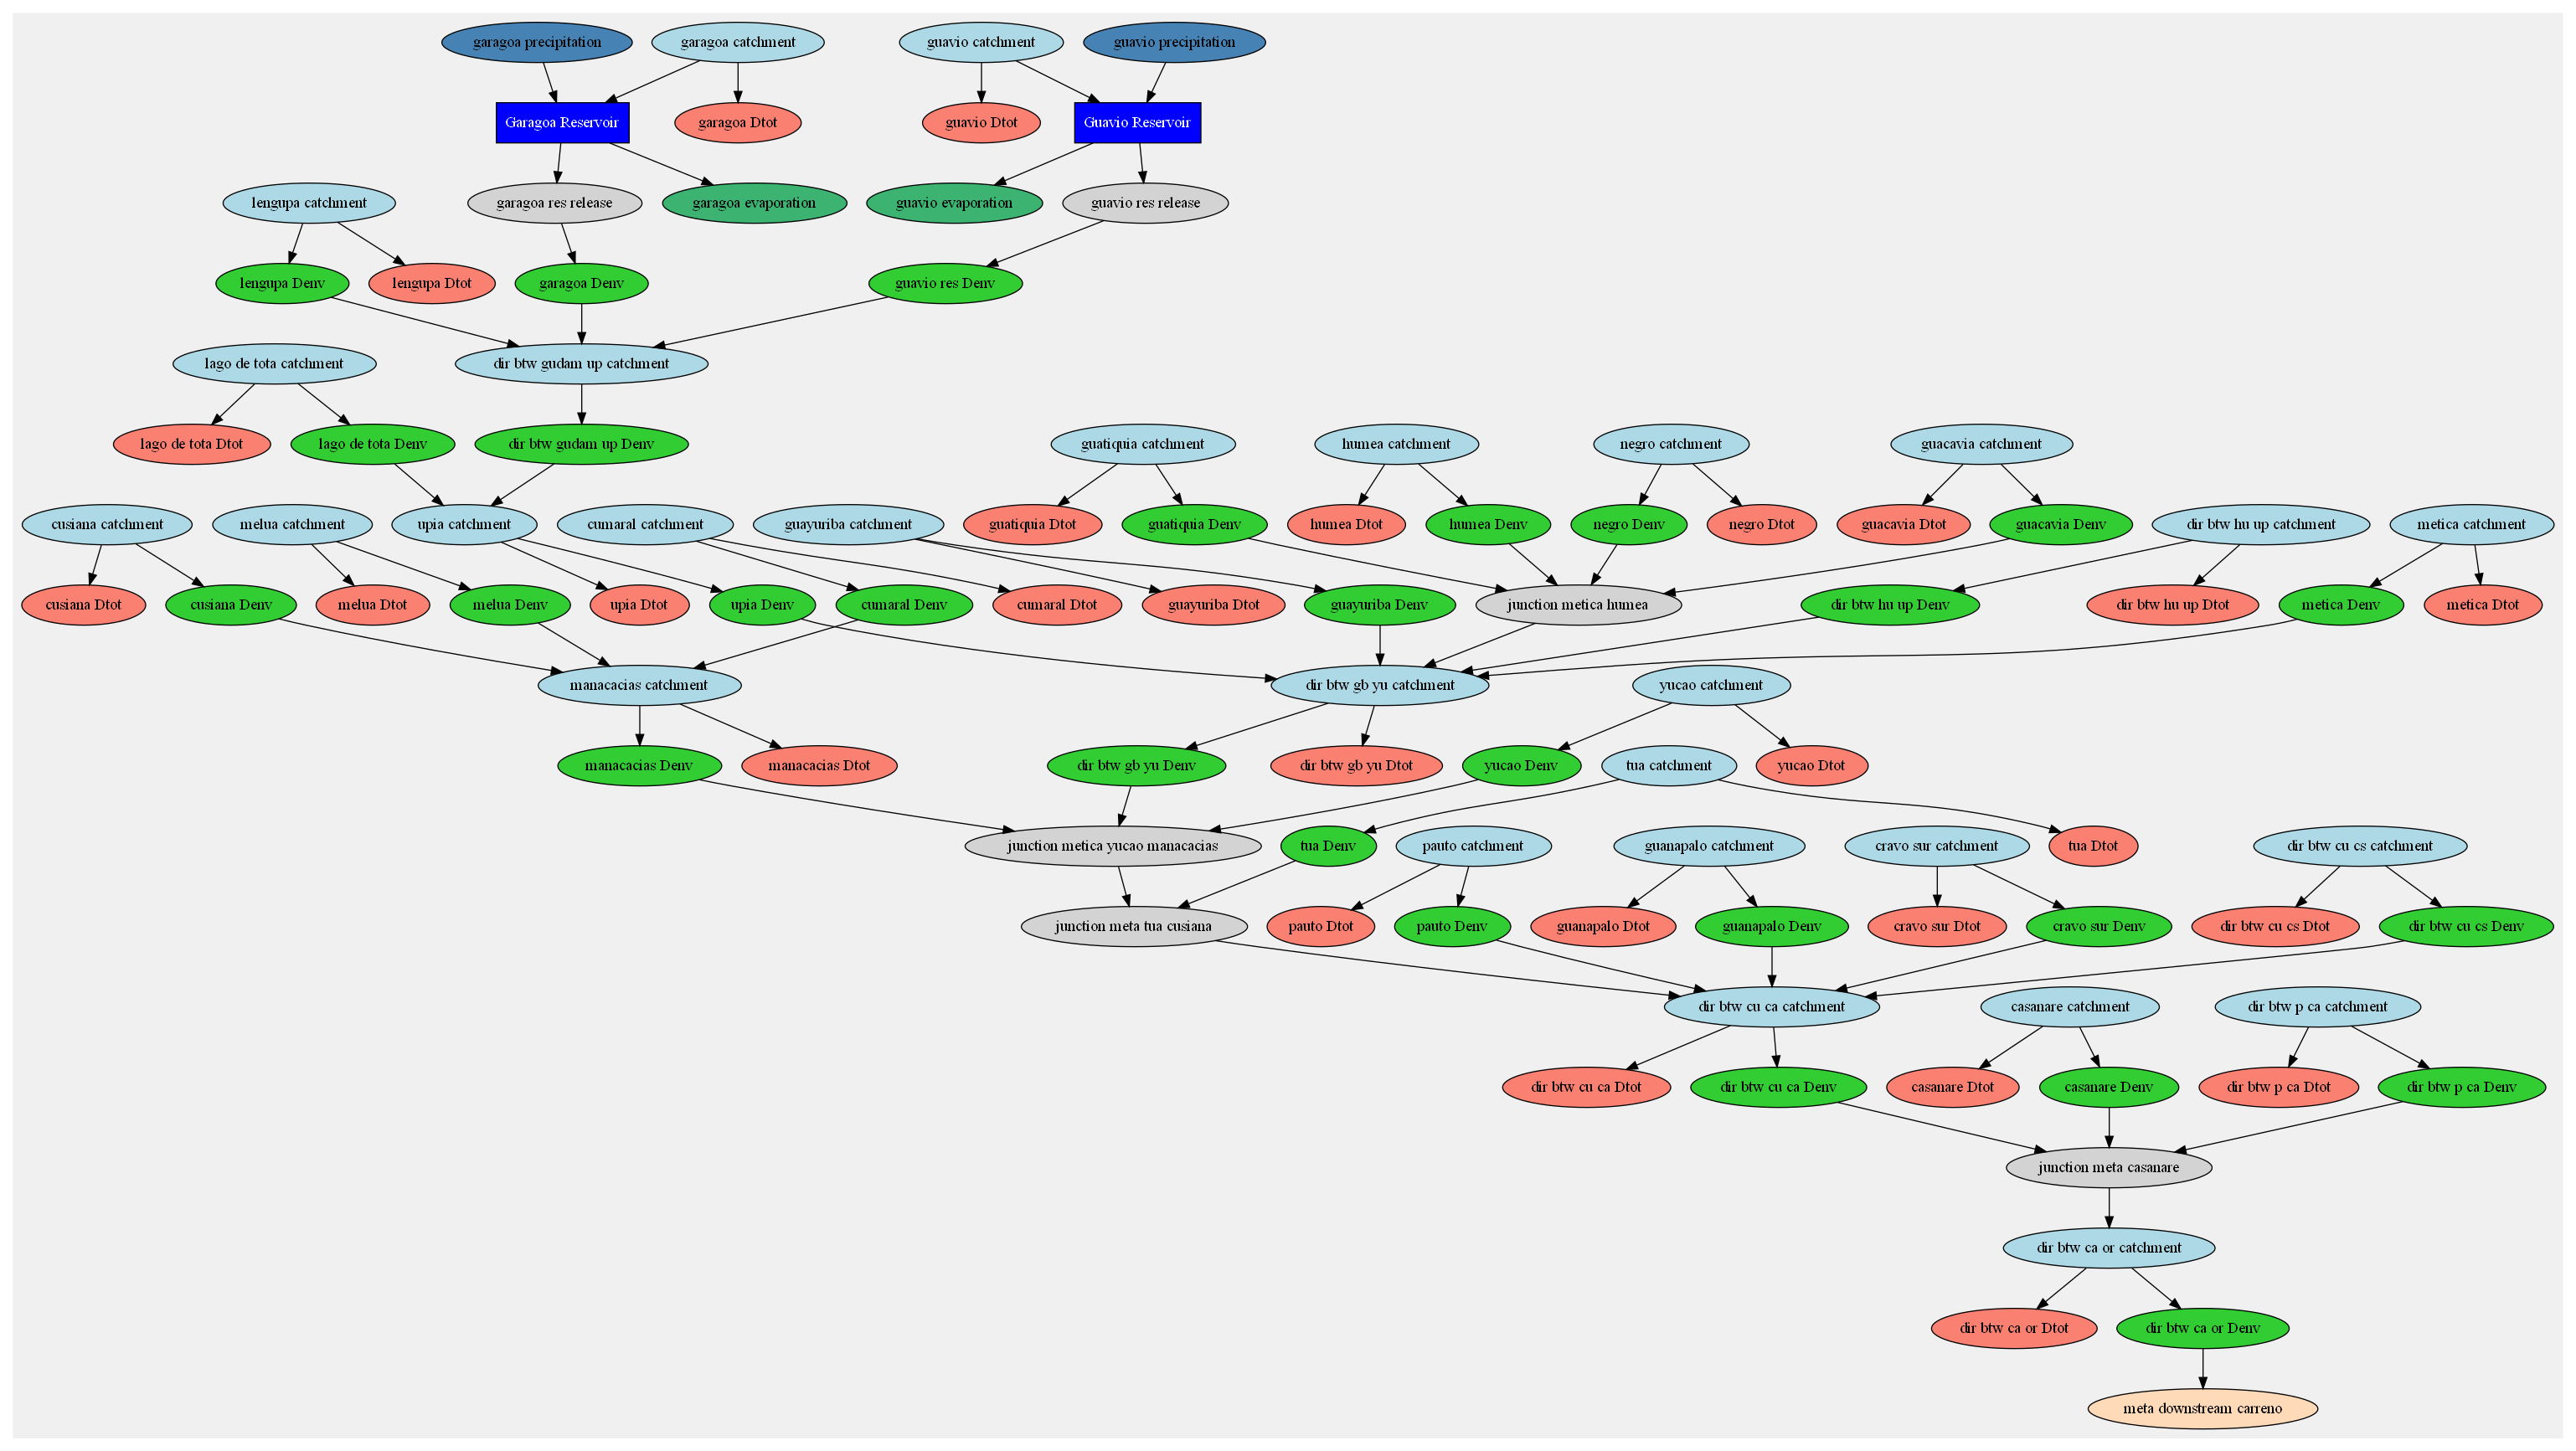 garagoa precipitation
garagoa catchment
guavio catchment
guavio precipitation
Garagoa Reservoir
garagoa Dtot
guavio Dtot
Guavio Reservoir
lengupa catchment
garagoa res release
garagoa evaporation
guavio evaporation
guavio res release
lengupa Denv
lengupa Dtot
garagoa Denv
guavio res Denv
lago de tota catchment
dir btw gudam up catchment
lago de tota Dtot
lago de tota Denv
dir btw gudam up Denv
guatiquia catchment
humea catchment
negro catchment
guacavia catchment
cusiana catchment
melua catchment
upia catchment
cumaral catchment
guayuriba catchment
guatiquia Dtot
guatiquia Denv
humea Dtot
humea Denv
negro Denv
negro Dtot
guacavia Dtot
guacavia Denv
dir btw hu up catchment
metica catchment
cusiana Dtot
cusiana Denv
melua Dtot
melua Denv
upia Dtot
upia Denv
cumaral Denv
cumaral Dtot
guayuriba Dtot
guayuriba Denv
junction metica humea
dir btw hu up Denv
dir btw hu up Dtot
metica Denv
metica Dtot
manacacias catchment
dir btw gb yu catchment
yucao catchment
manacacias Denv
manacacias Dtot
dir btw gb yu Denv
dir btw gb yu Dtot
yucao Denv
tua catchment
yucao Dtot
junction metica yucao manacacias
tua Denv
pauto catchment
guanapalo catchment
cravo sur catchment
tua Dtot
dir btw cu cs catchment
junction meta tua cusiana
pauto Dtot
pauto Denv
guanapalo Dtot
guanapalo Denv
cravo sur Dtot
cravo sur Denv
dir btw cu cs Dtot
dir btw cu cs Denv
dir btw cu ca catchment
casanare catchment
dir btw p ca catchment
dir btw cu ca Dtot
dir btw cu ca Denv
casanare Dtot
casanare Denv
dir btw p ca Dtot
dir btw p ca Denv
junction meta casanare
dir btw ca or catchment
dir btw ca or Dtot
dir btw ca or Denv
meta downstream carreno